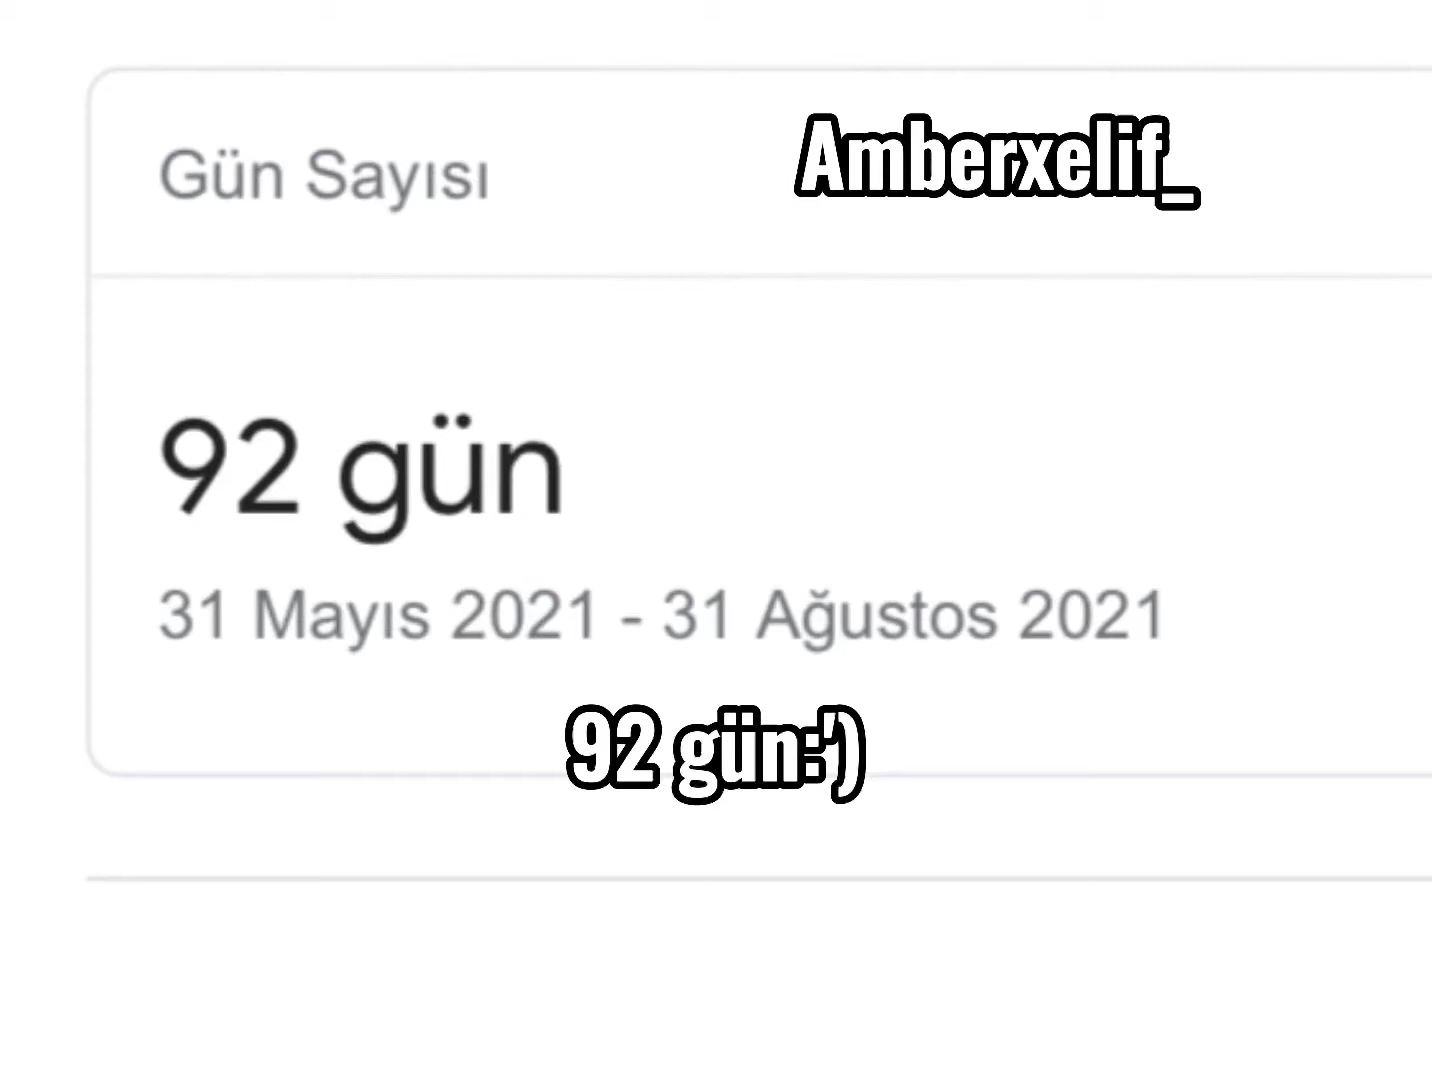 Gün Sayısı
Amberxelif_
92 gün
31 Mayıs 2021 - 31 Ağustos 2021
92 gün:')